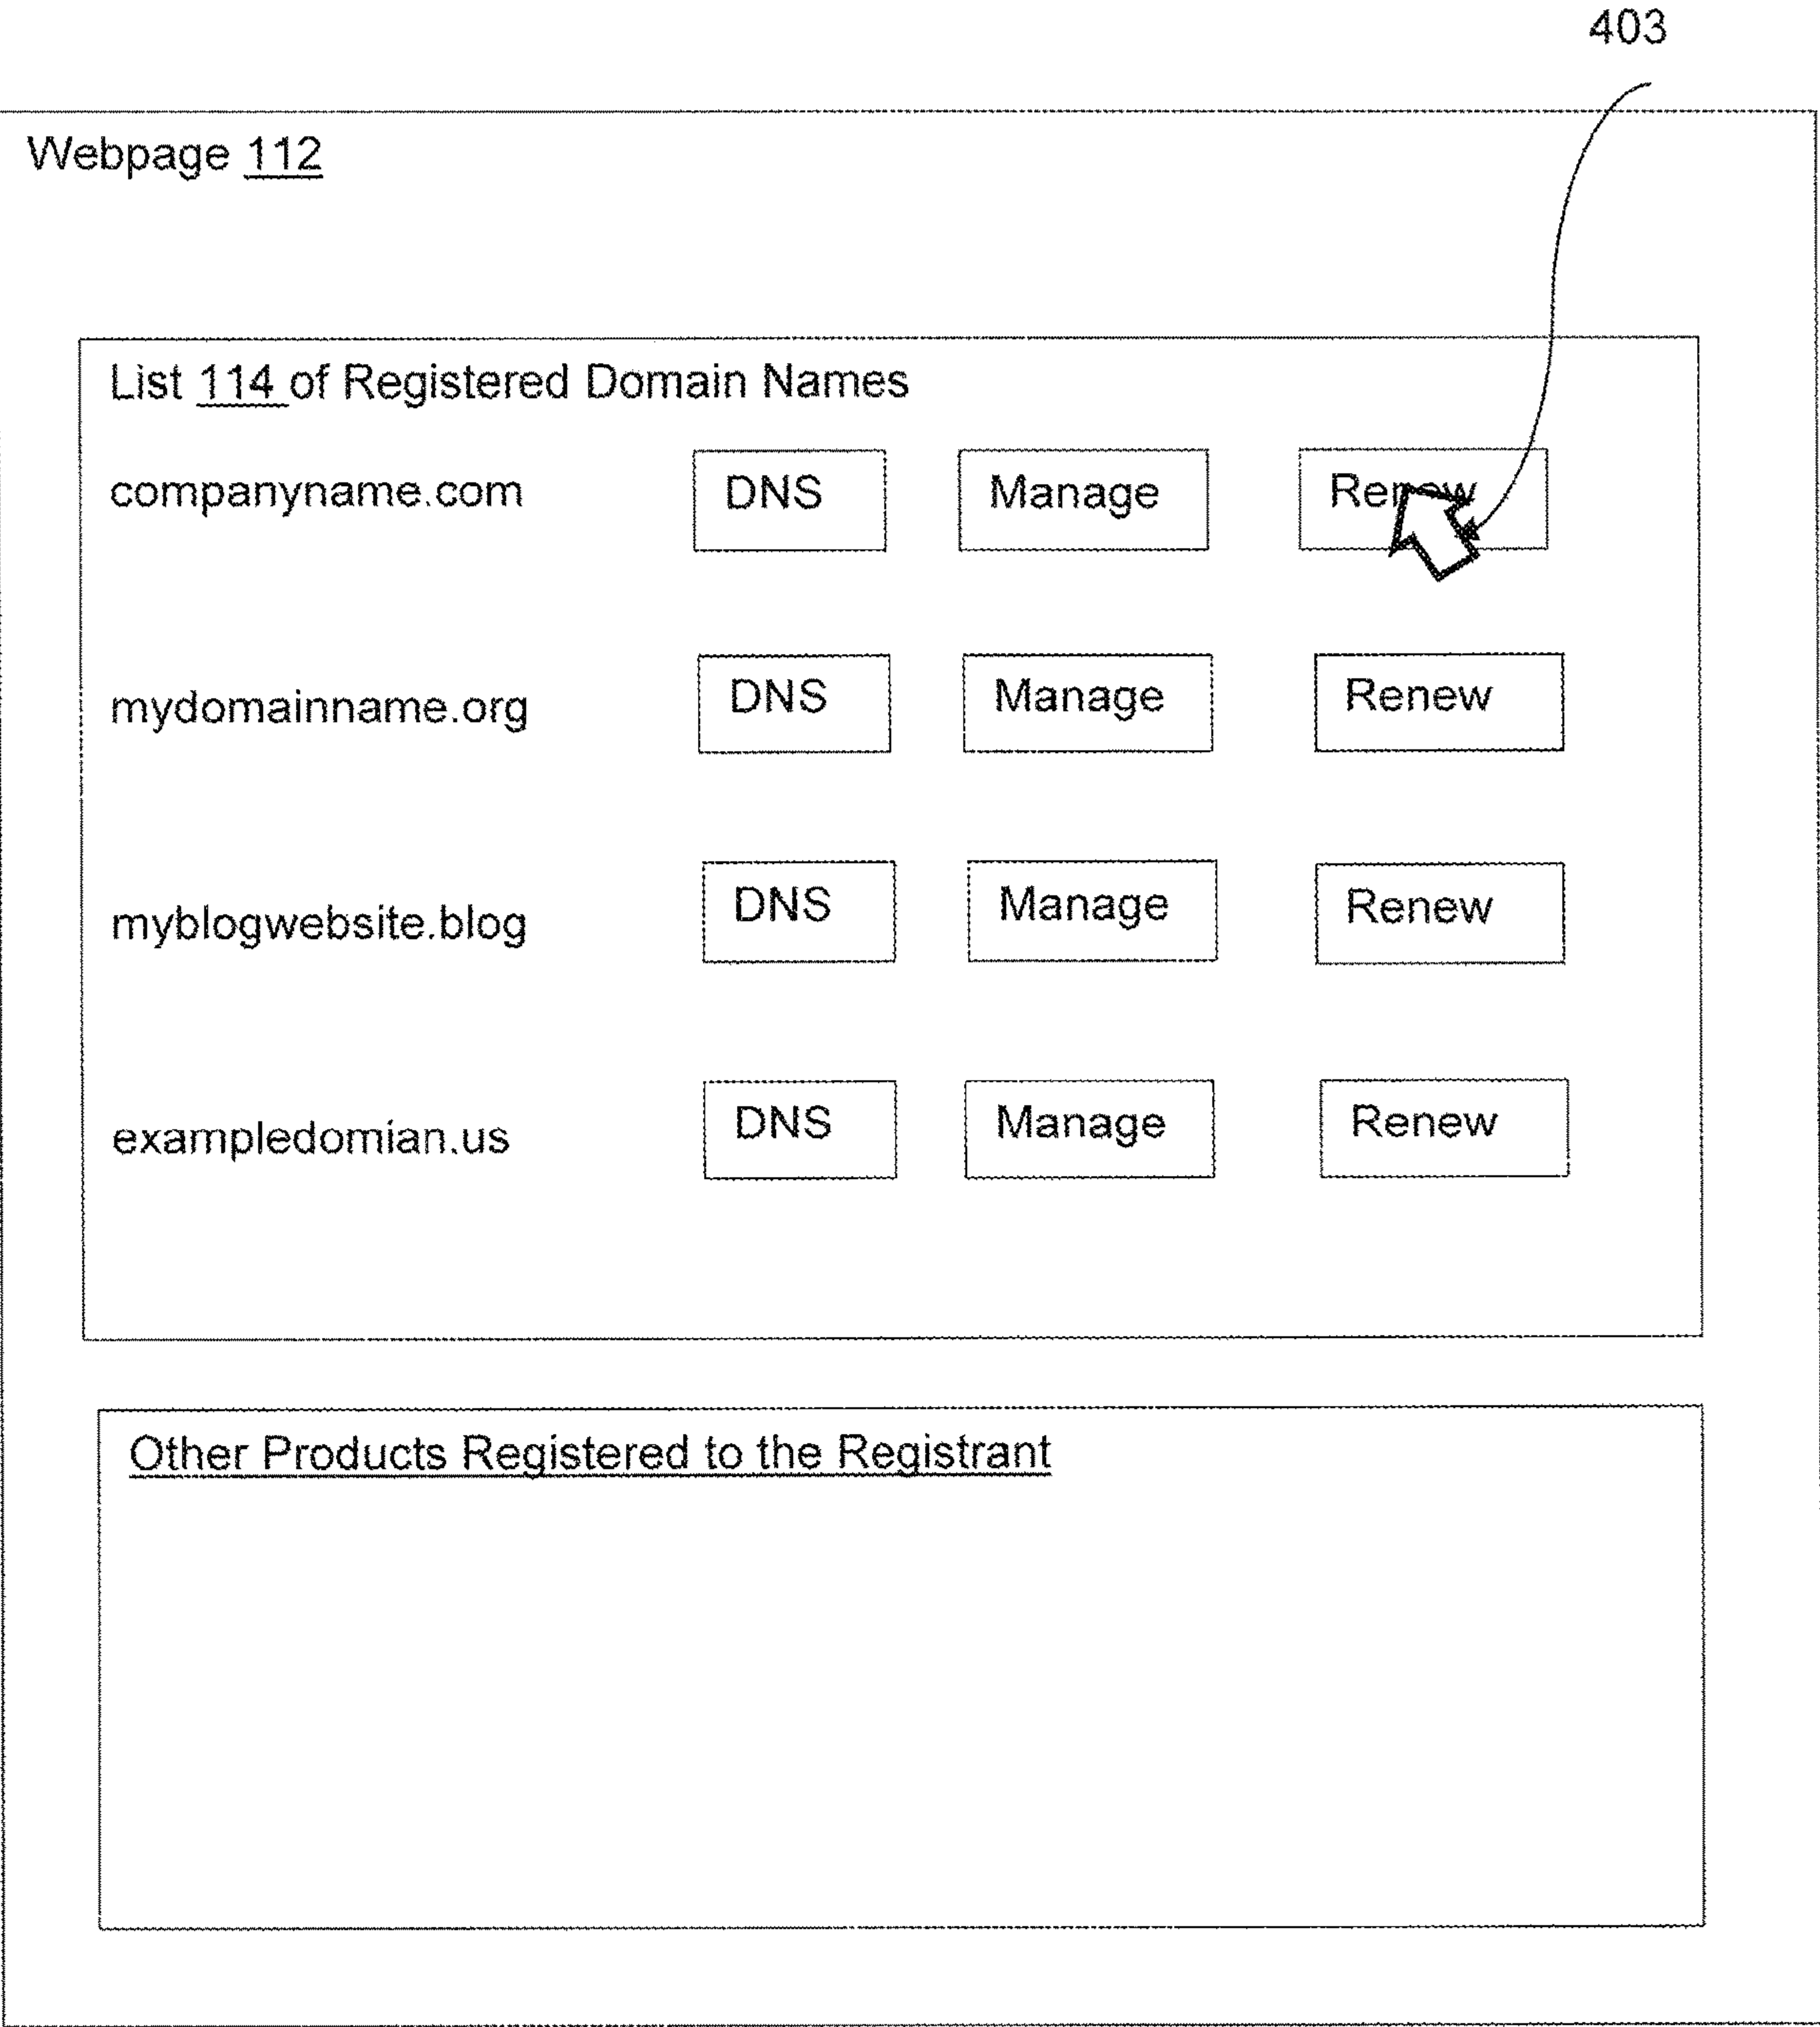 403
Webpage 112
List 114 of Registered Domain Names
companyname.com DNS Manage Renew
mydomainname.org DNS Manage Renew
myblogwebsite.blog DNS Manage Renew
exampledomian.us DNS Manage Renew
Other Products Registered to the Registrant